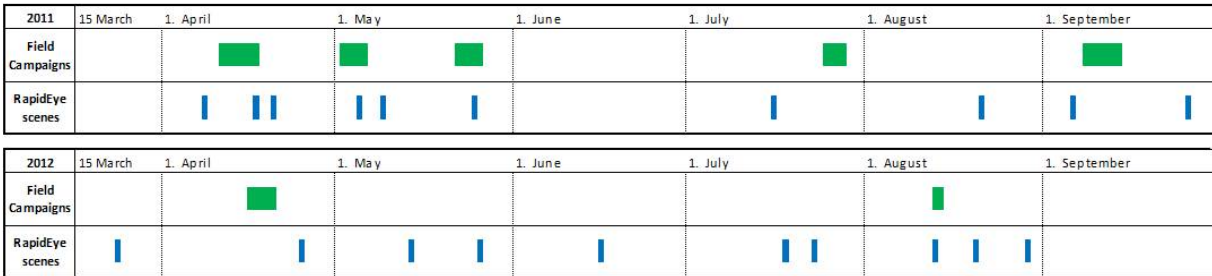 2011 15 March 1. April 1. May 1. June 1. July 1. August 1. September
Field
Campaigns
RapidEye
scenes
2012 15 March 1. April 1. May 1. June 1. July 1. August 1. September
Field
Campaigns
RapidEye
scenes